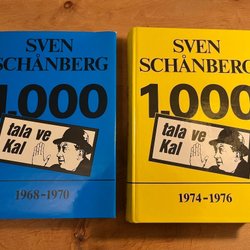 SVEN
SCHÅNBERG
1.000
tala ve
Kal
1968-1970
SVEN
SCHÅNBERG
1.000
tala ve
Kal
1974-1976